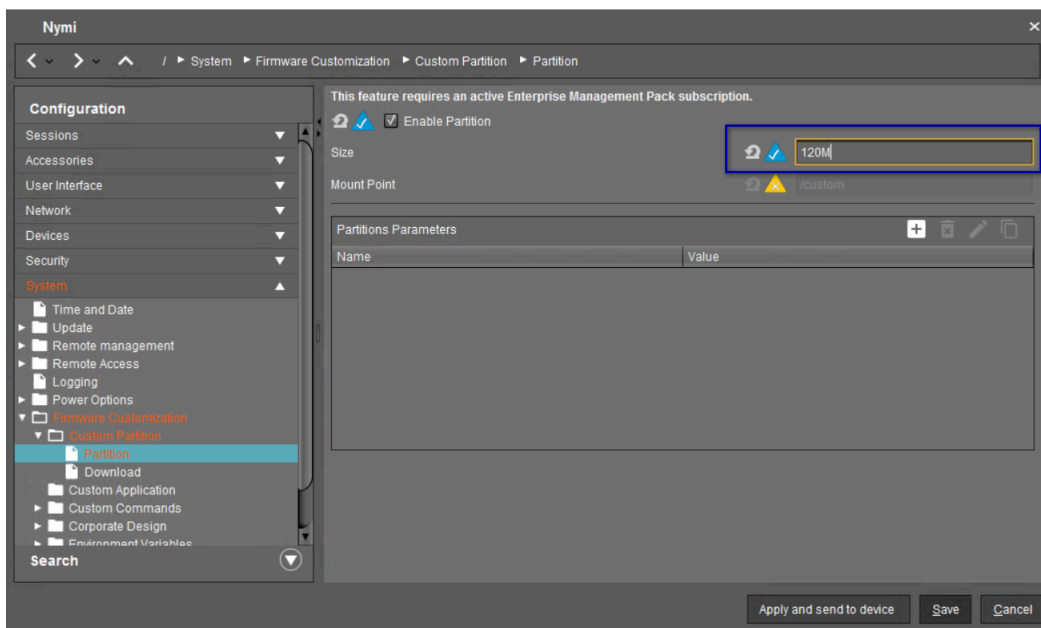 Nymi
/ System Firmware Customization Custom Partition Partition
Configuration
Sessions
Accessories
User Interface
Network
Devices
Security
System
Time and Date
Update
Remote management
Remote Access
Logging
Power Options
Firmware Customization
Custom Partition
Partition
Download
Custom Application
Custom Commands
Corporate Design
Environment Variables
Search
This feature requires an active Enterprise Management Pack subscription.
Enable Partition
Size 120M
Mount Point /custom
Partitions Parameters
Name Value
Apply and send to device Save Cancel